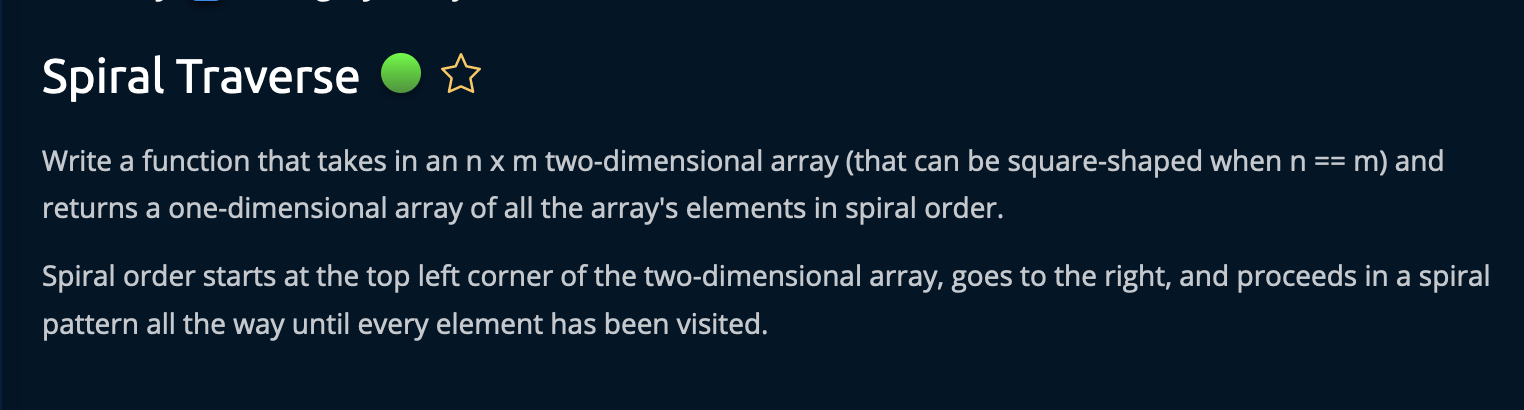 Spiral Traverse
Write a function that takes in an n x m two-dimensional array (that can be square-shaped when n == m) and
returns a one-dimensional array of all the array's elements in spiral order.
Spiral order starts at the top left corner of the two-dimensional array, goes to the right, and proceeds in a spiral
pattern all the way until every element has been visited.